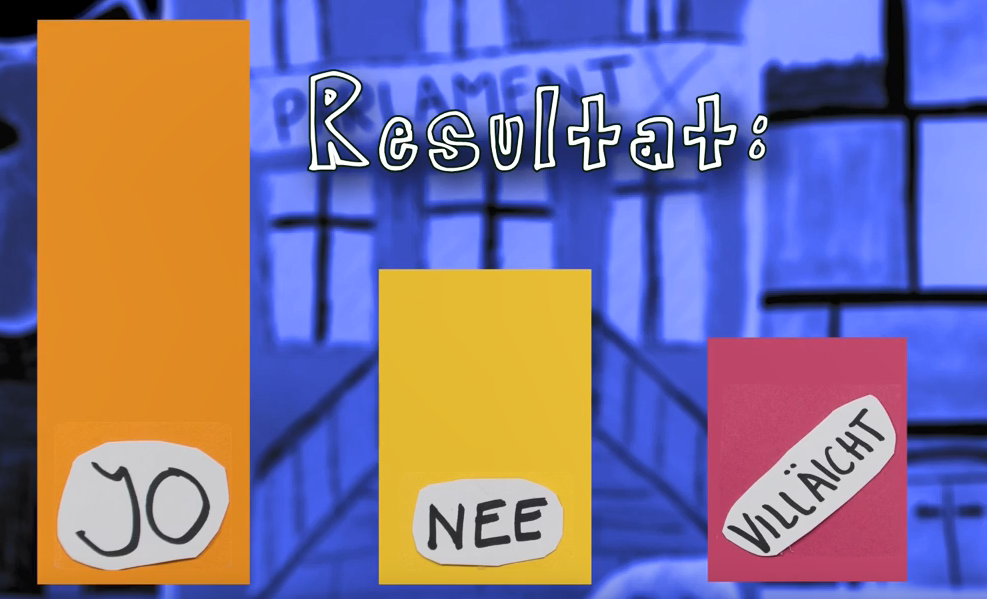 PARLAMENT
Resultat:
JO
NEE
VILLÄICHT